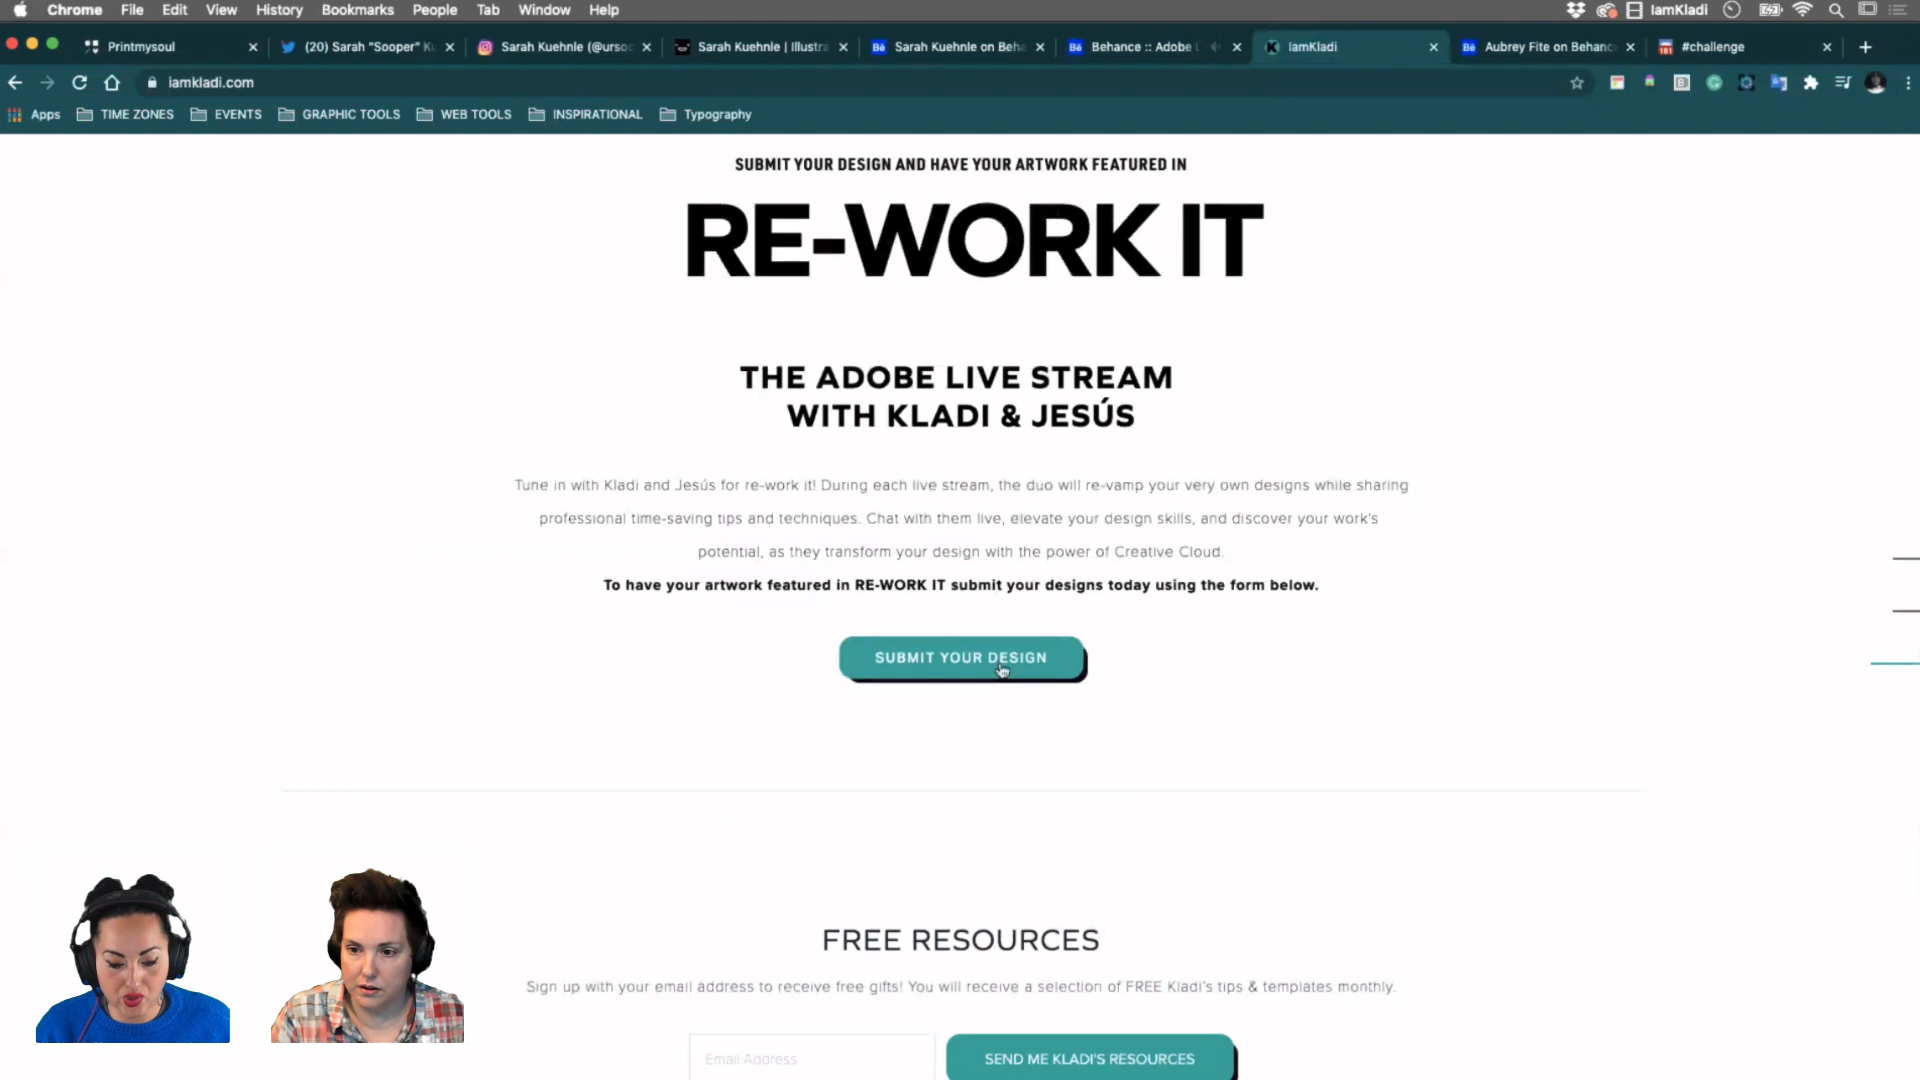 Chrome File Edit View History Bookmarks People Tab Window Help IamKladi
Printmysoul (20) Sarah "Sooper" K Sarah Kuehnle (@urso Sarah Kuehnle | Illustra Sarah Kuehnle on Beha Behance :: Adobe L IamKladi Aubrey Fite on Behanc #challenge
iamkladi.com
Apps TIME ZONES EVENTS GRAPHIC TOOLS WEB TOOLS INSPIRATIONAL Typography
SUBMIT YOUR DESIGN AND HAVE YOUR ARTWORK FEATURED IN
RE-WORK IT
THE ADOBE LIVE STREAM
WITH KLADI & JESÚS
Tune in with Kladi and Jesús for re-work it! During each live stream, the duo will re-vamp your very own designs while sharing
professional time-saving tips and techniques. Chat with them live, elevate your design skills, and discover your work's
potential, as they transform your design with the power of Creative Cloud.
To have your artwork featured in RE-WORK IT submit your designs today using the form below.
SUBMIT YOUR DESIGN
FREE RESOURCES
Sign up with your email address to receive free gifts! You will receive a selection of FREE Kladi's tips & templates monthly.
Email Address
SEND ME KLADI'S RESOURCES